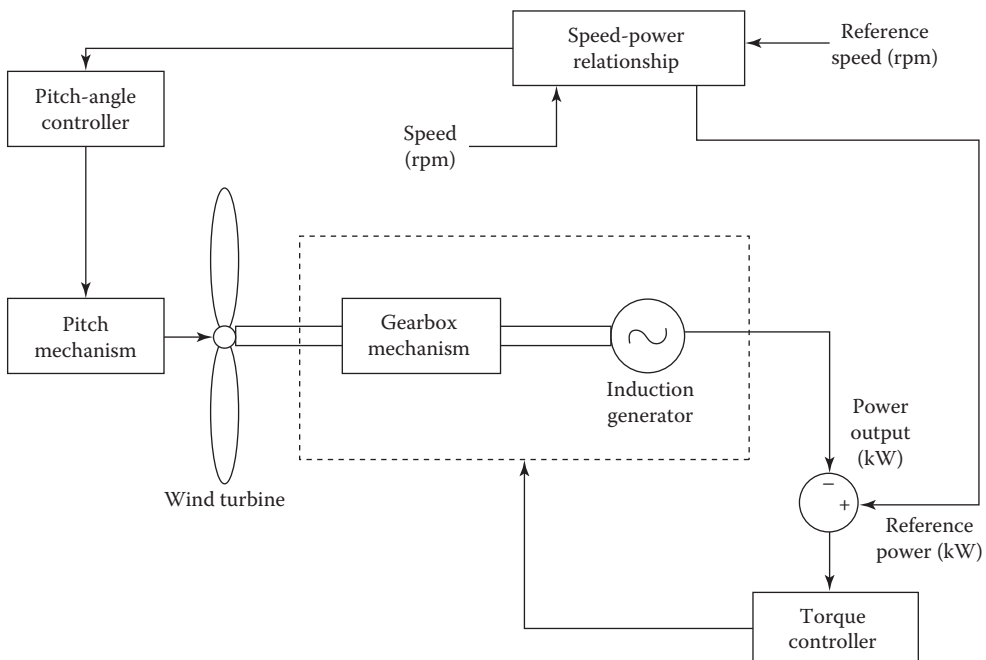 Speed-power
relationship
Reference
speed (rpm)
Pitch-angle
controller
Speed
(rpm)
Pitch
mechanism
Gearbox
mechanism
Induction
generator
Wind turbine
Power
output
(kW)
−
+
Reference
power (kW)
Torque
controller